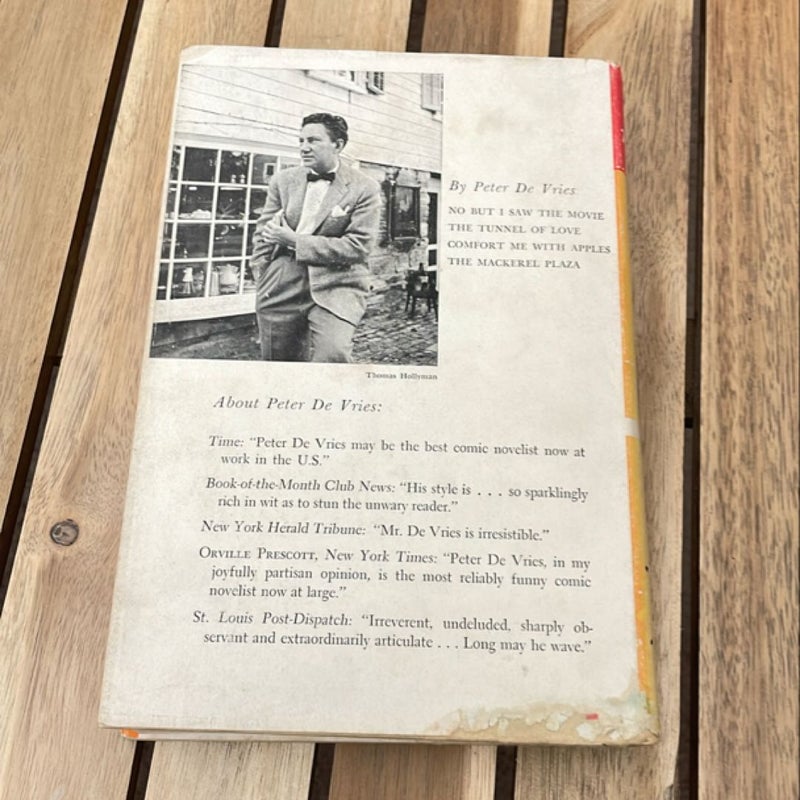 By Peter De Vries
NO BUT I SAW THE MOVIE
THE TUNNEL OF LOVE
COMFORT ME WITH APPLES
THE MACKEREL PLAZA
Thomas Hollyman
About Peter De Vries:
Time: “Peter De Vries may be the best comic novelist now at
work in the U.S.”
Book-of-the-Month Club News: “His style is . . . so sparklingly
rich in wit as to stun the unwary reader.”
New York Herald Tribune: “Mr. De Vries is irresistible.”
ORVILLE PRESCOTT, New York Times: “Peter De Vries, in my
joyfully partisan opinion, is the most reliably funny comic
novelist now at large.”
St. Louis Post-Dispatch: “Irreverent, undeluded, sharply ob-
servant and extraordinarily articulate . . . Long may he wave.”